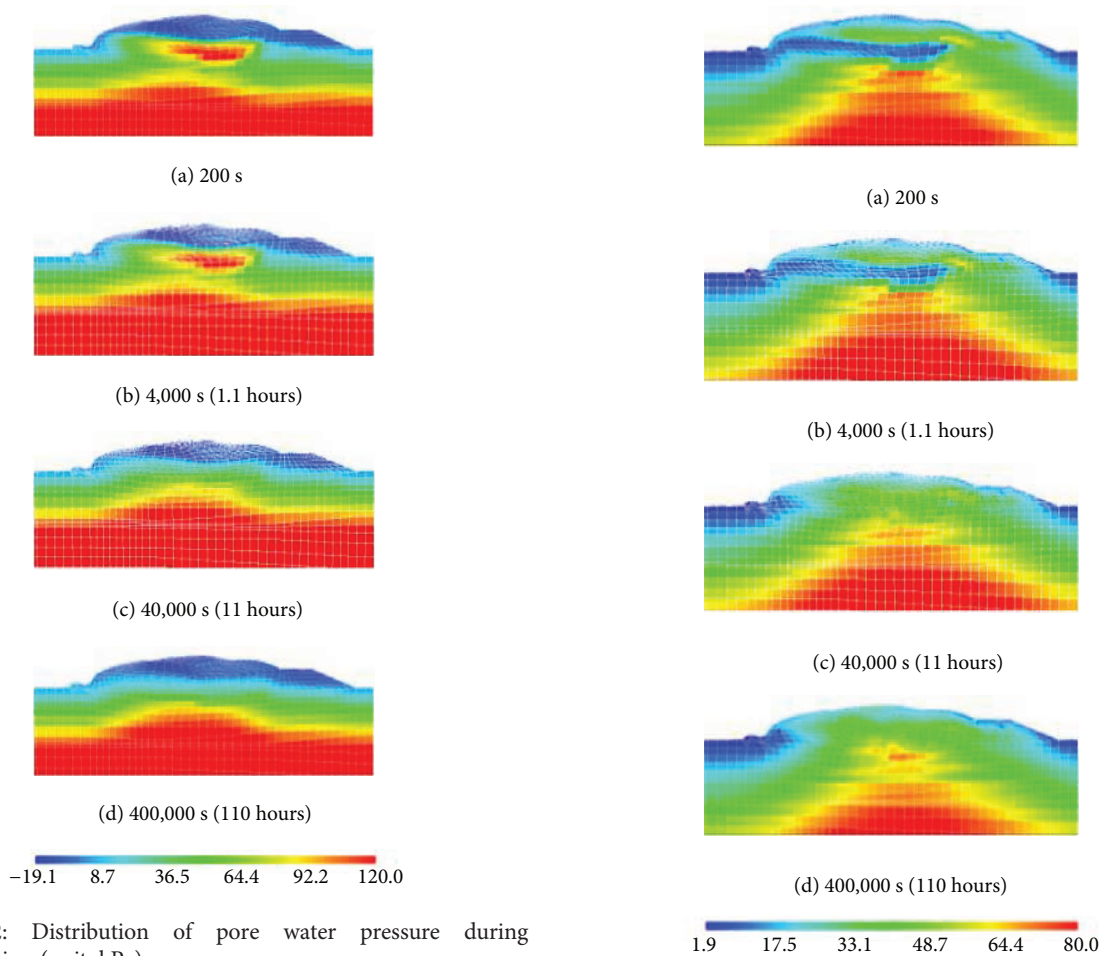 (a) 200 s
(b) 4,000 s (1.1 hours)
(c) 40,000 s (11 hours)
(d) 400,000 s (110 hours)
−19.1 8.7 36.5 64.4 92.2 120.0
: Distribution of pore water pressure during
(a) 200 s
(b) 4,000 s (1.1 hours)
(c) 40,000 s (11 hours)
(d) 400,000 s (110 hours)
1.9 17.5 33.1 48.7 64.4 80.0